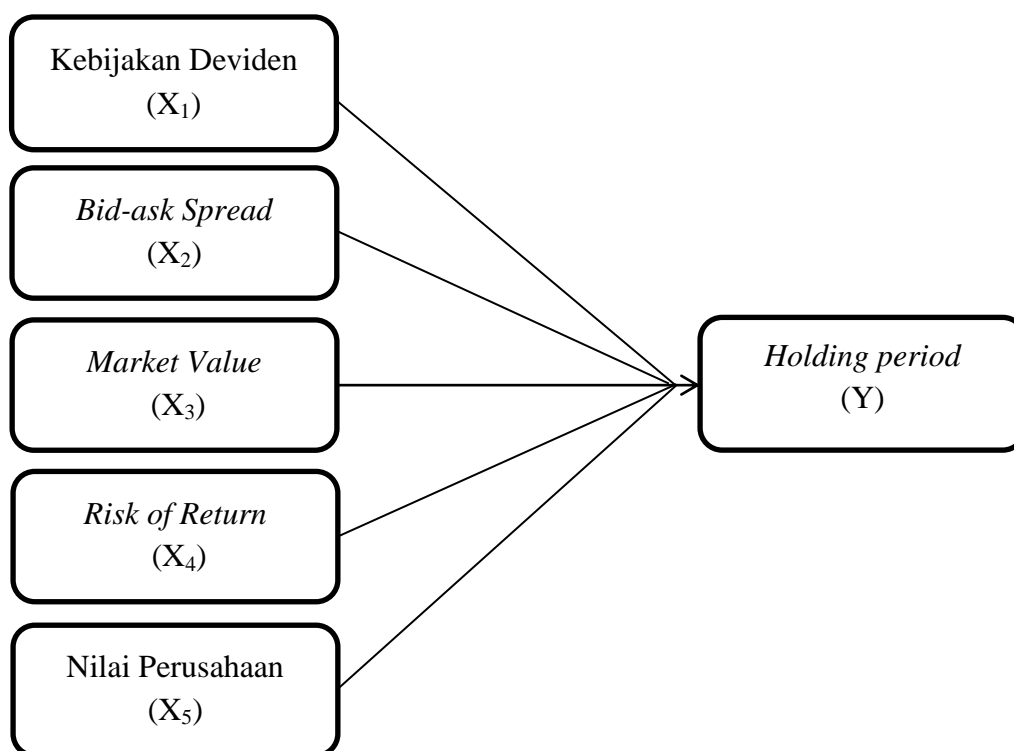 Kebijakan Deviden
(X₁)
Bid-ask Spread
(X₂)
Market Value
(X₃)
Risk of Return
(X₄)
Nilai Perusahaan
(X₅)
Holding period
(Y)